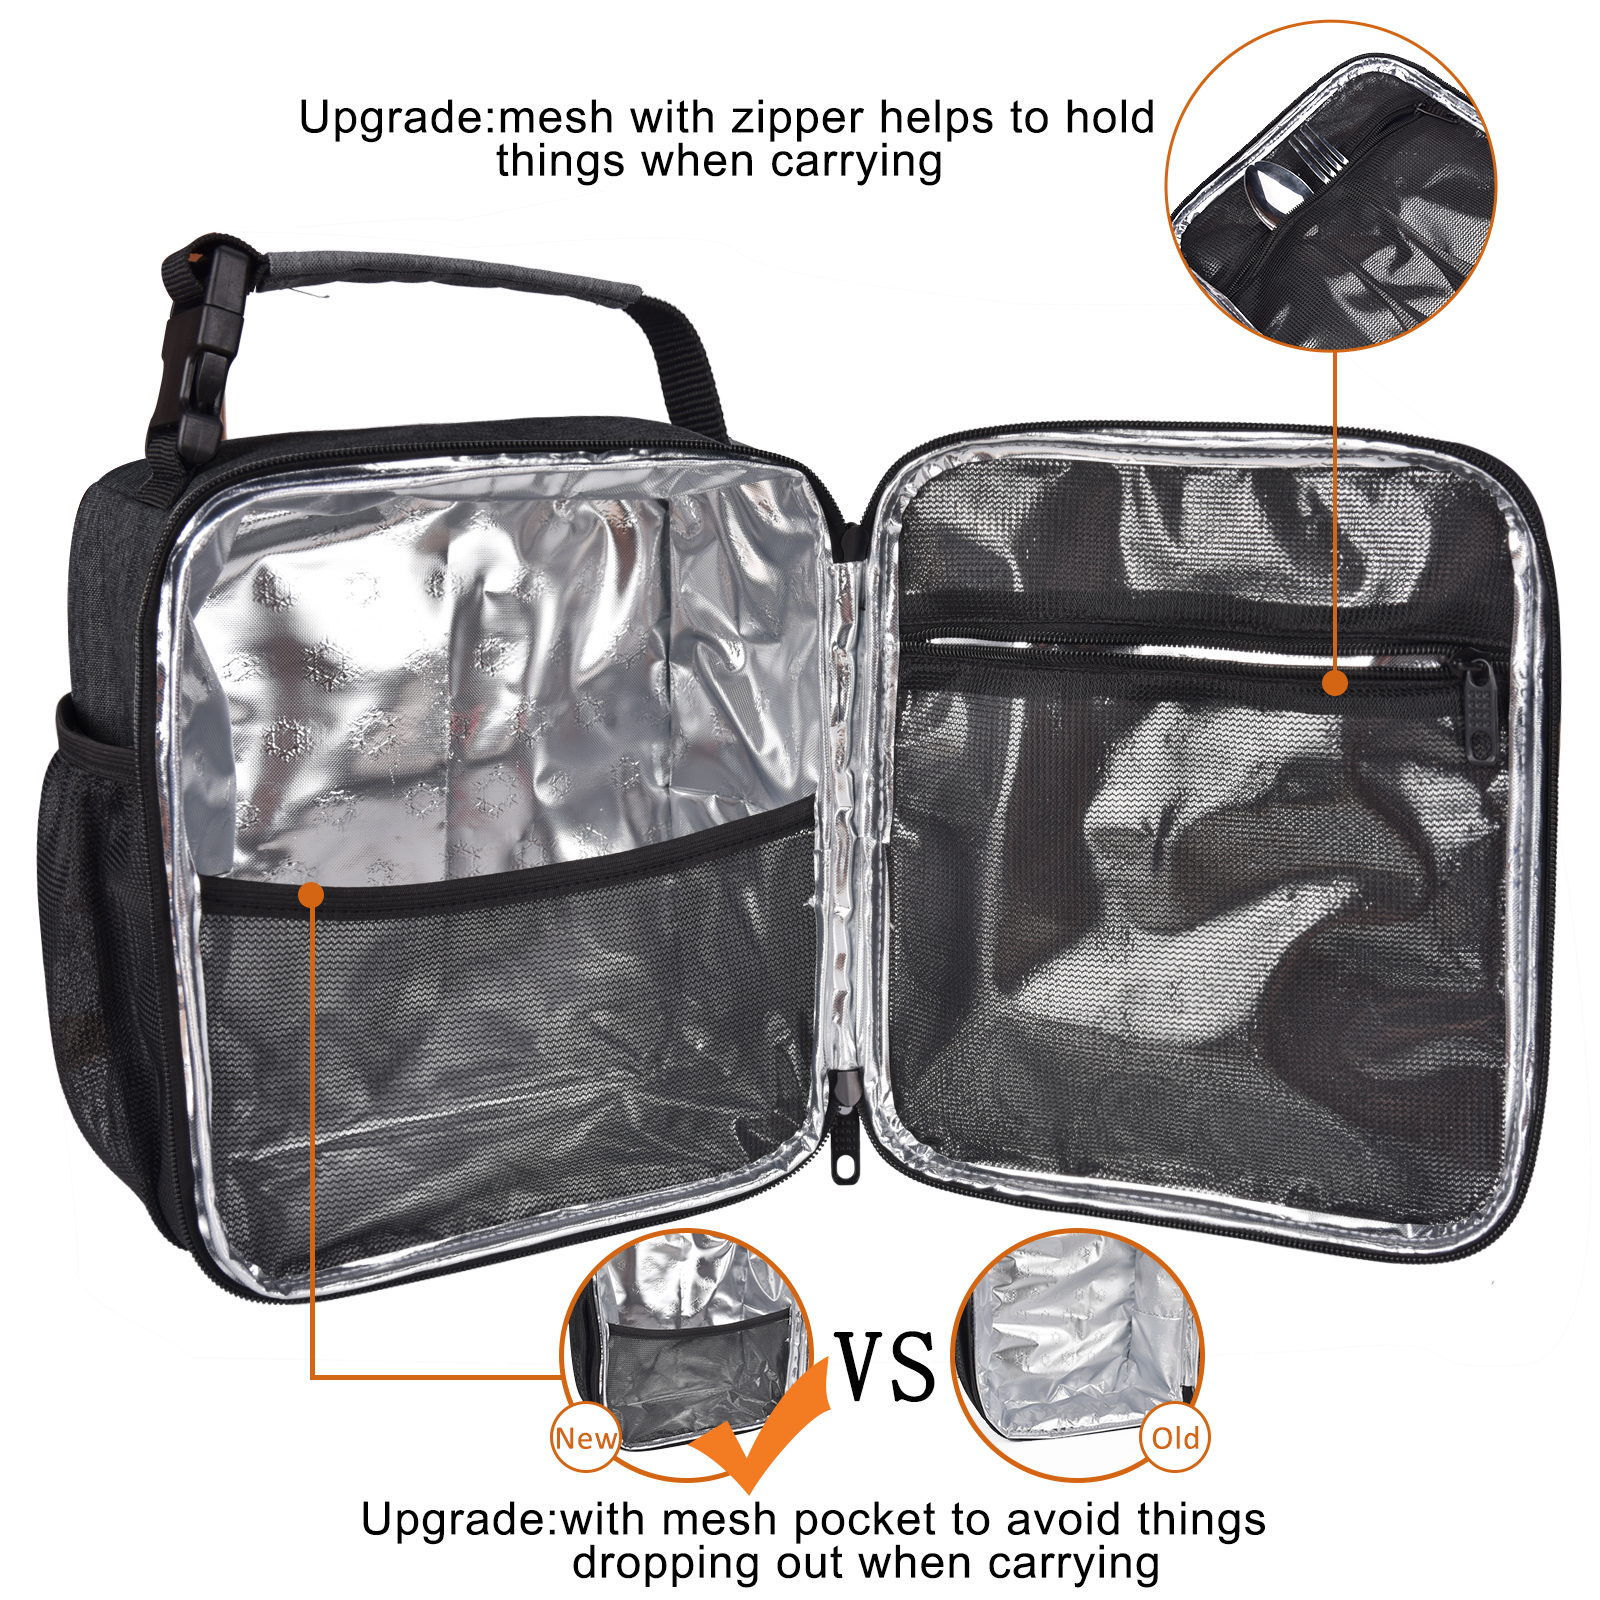 Upgrade:mesh with zipper helps to hold
things when carrying
VS
New
Old
Upgrade:with mesh pocket to avoid things
dropping out when carrying